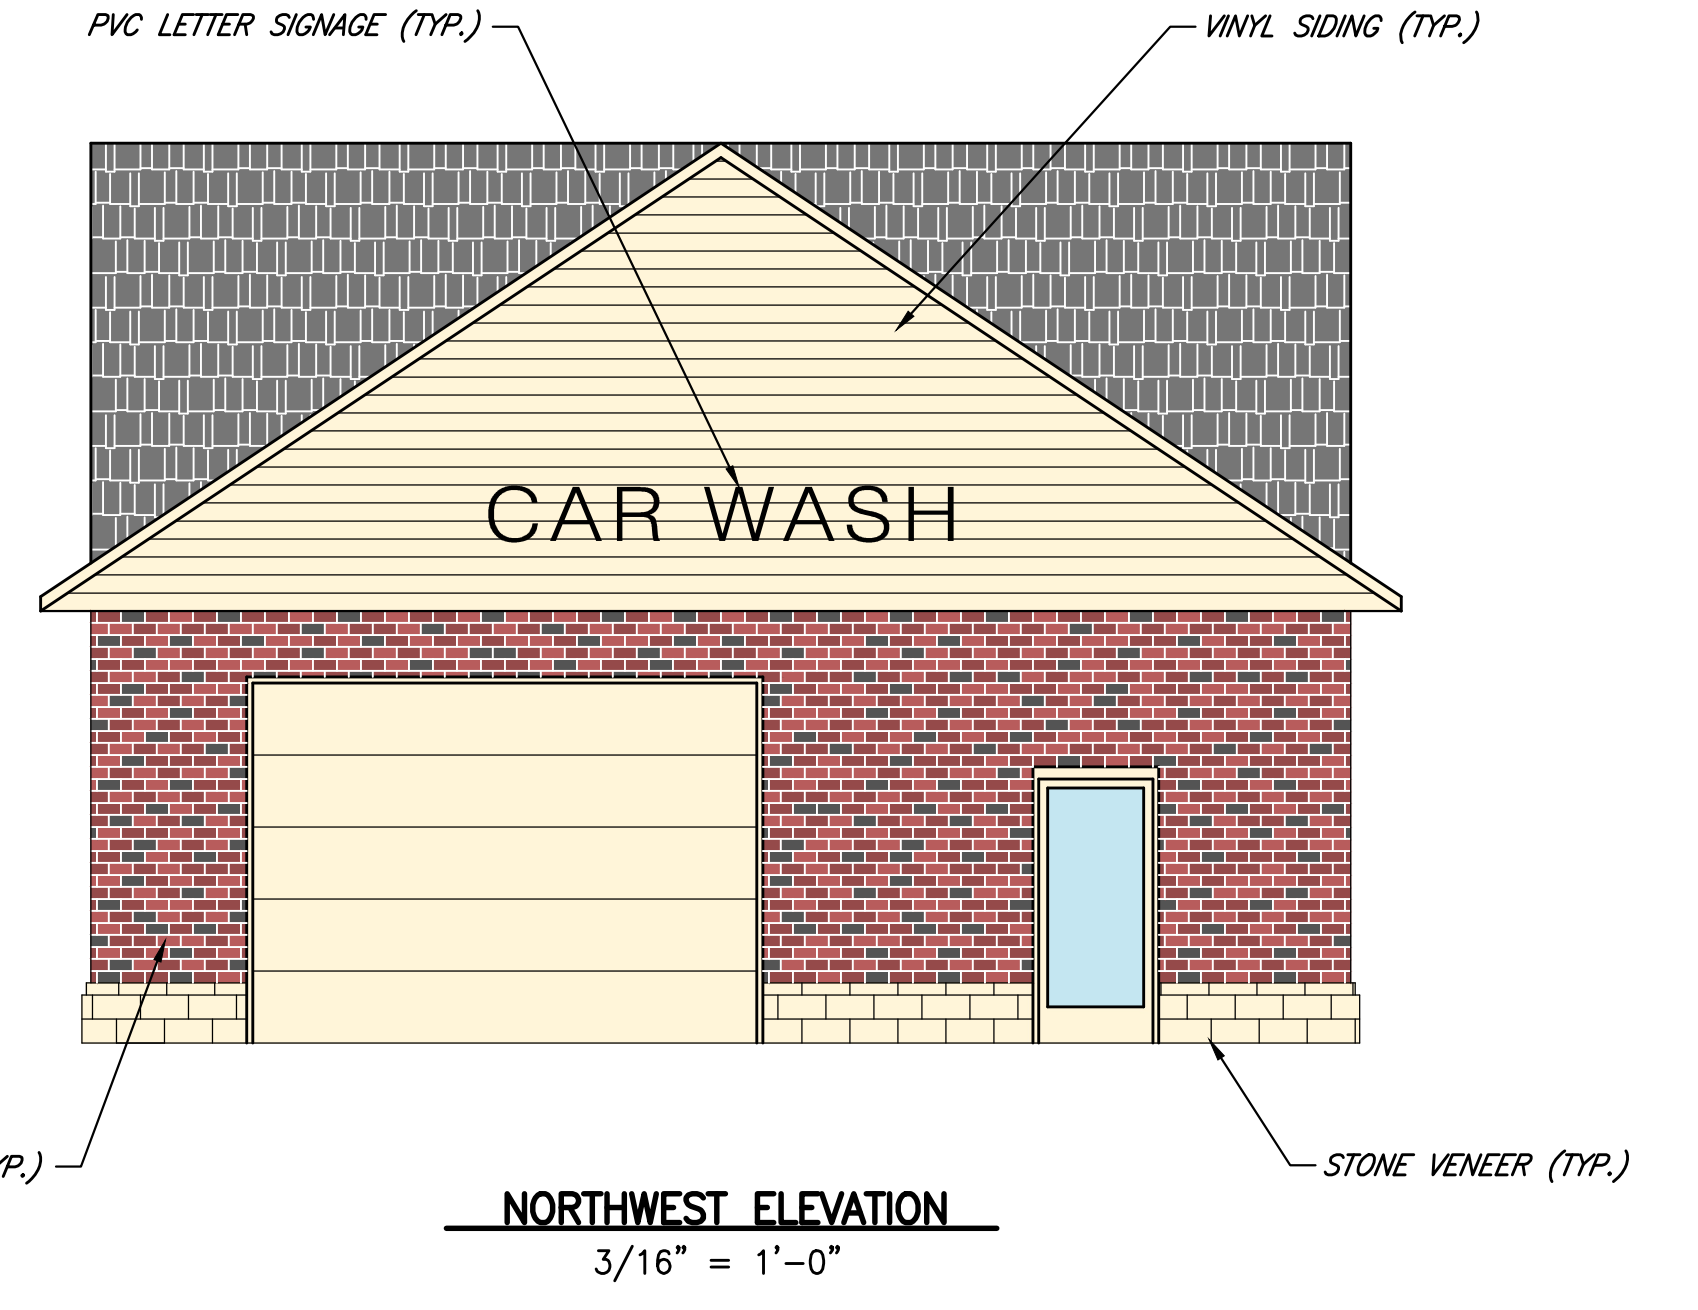 PVC LETTER SIGNAGE (TYP.)
VINYL SIDING (TYP.)
CAR WASH
STONE VENEER (TYP.)
NORTHWEST ELEVATION
3/16" = 1'-0"